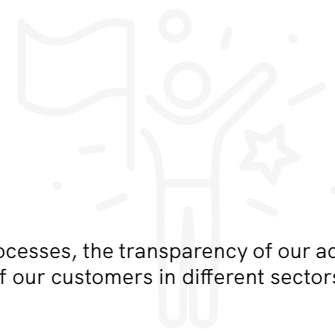 ocesses, the transparency of our ac
f our customers in different sectors